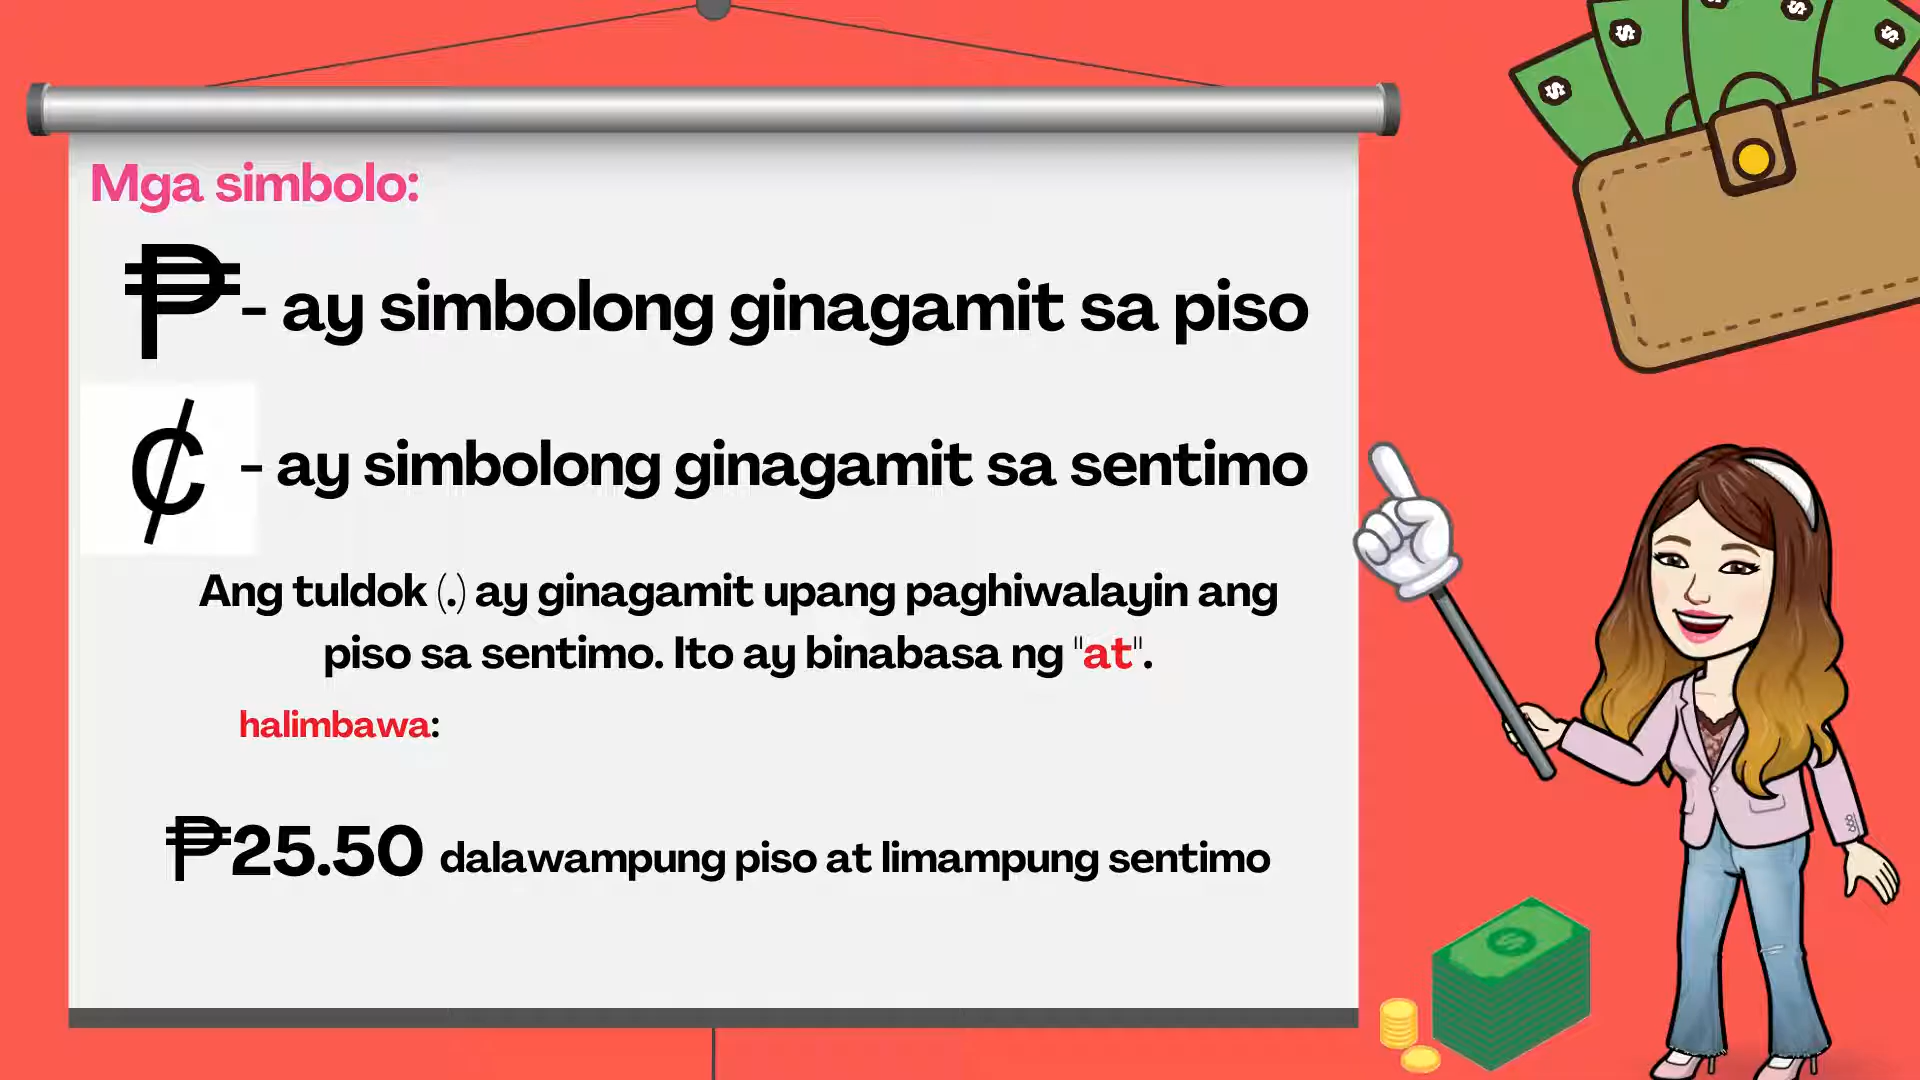 Mga simbolo:
₱- ay simbolong ginagamit sa piso
¢ - ay simbolong ginagamit sa sentimo
Ang tuldok (.) ay ginagamit upang paghiwalayin ang
piso sa sentimo. Ito ay binabasa ng "at".
halimbawa:
₱25.50 dalawampung piso at limampung sentimo